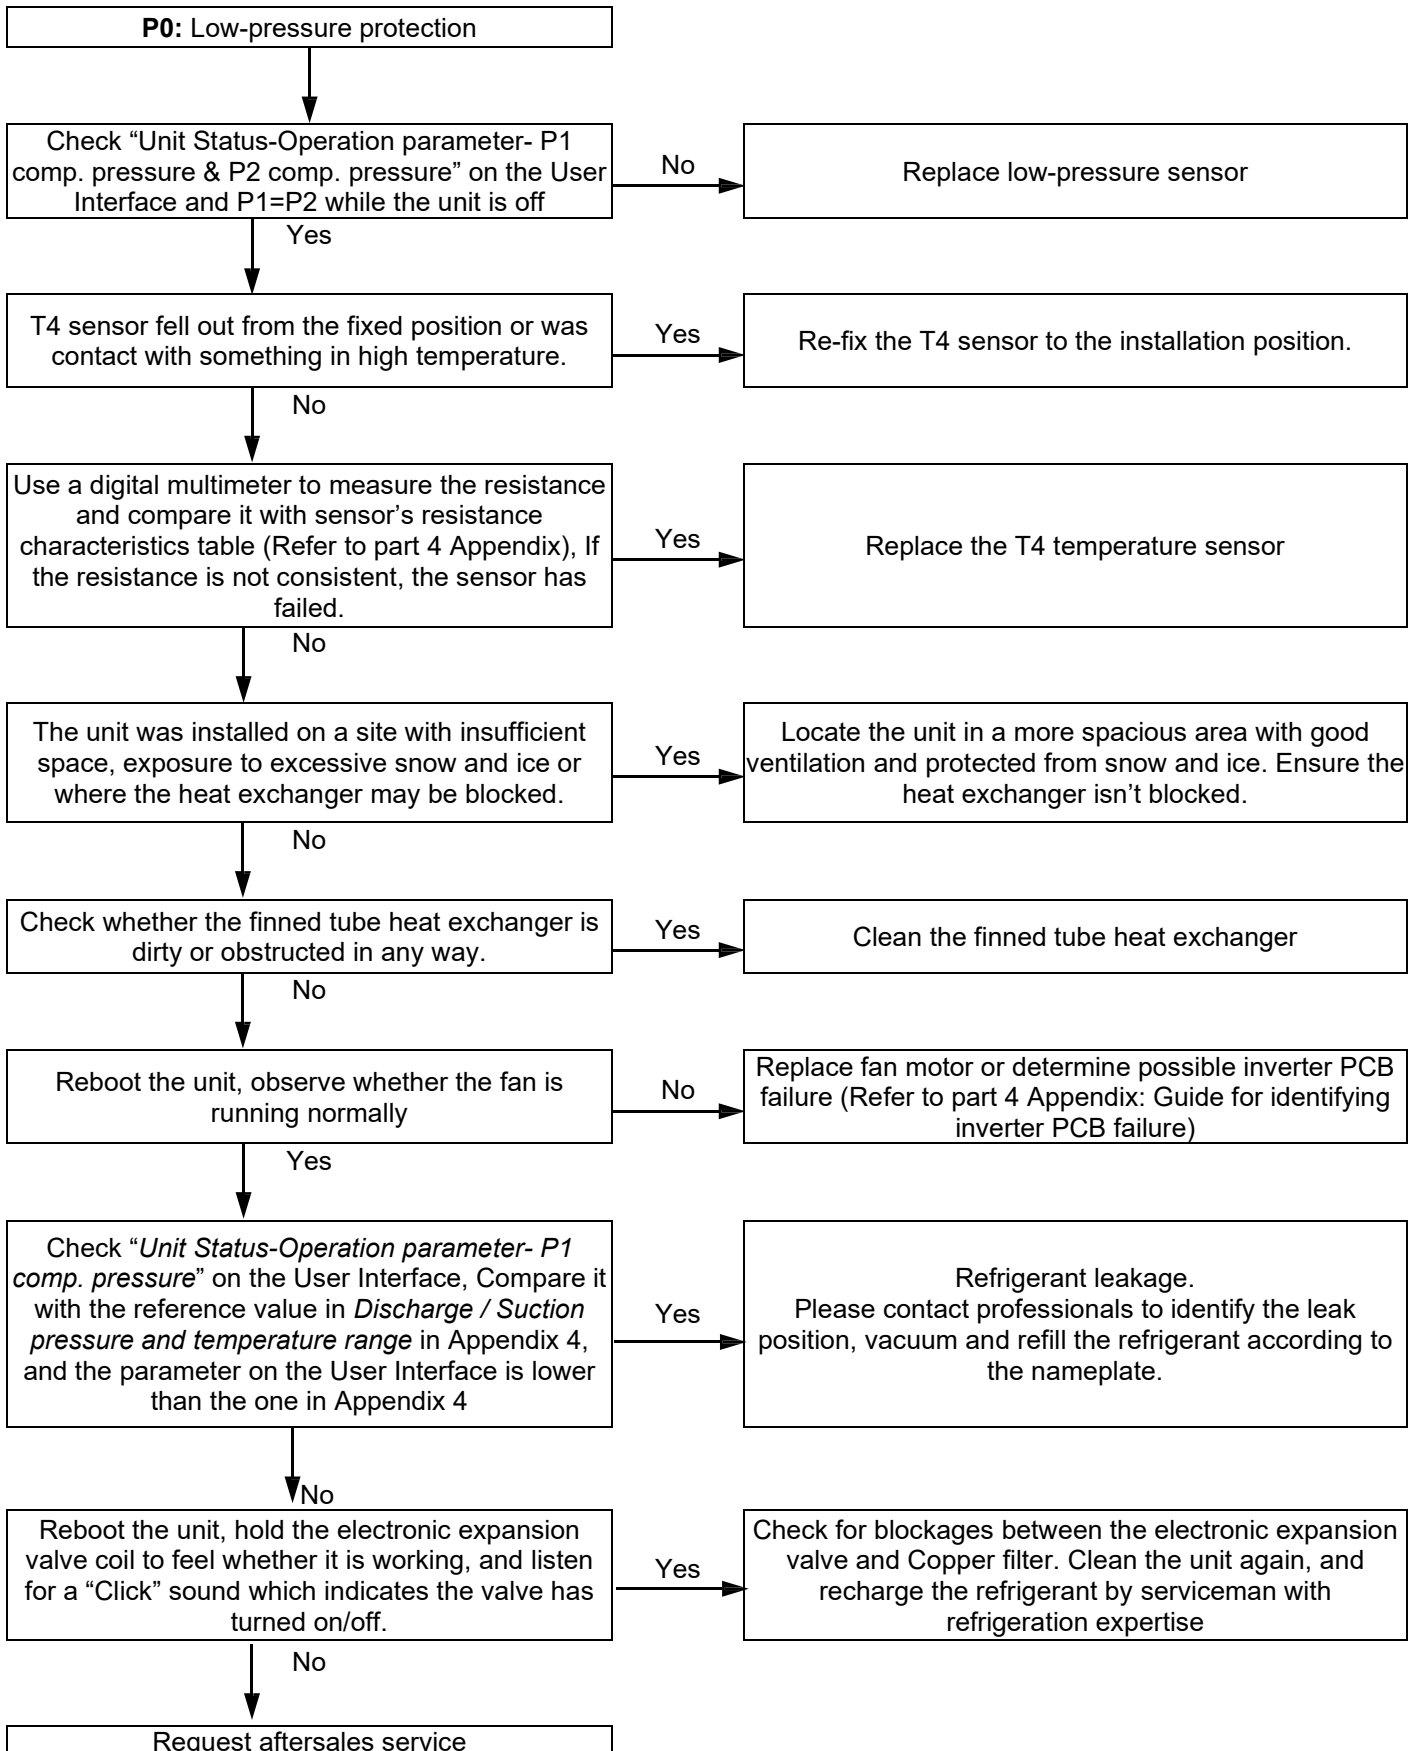 P0: Low-pressure protection
Check “Unit Status-Operation parameter- P1
comp. pressure & P2 comp. pressure” on the User
Interface and P1=P2 while the unit is off
No
Replace low-pressure sensor
Yes
T4 sensor fell out from the fixed position or was
contact with something in high temperature.
Yes
Re-fix the T4 sensor to the installation position.
No
Use a digital multimeter to measure the resistance
and compare it with sensor’s resistance
characteristics table (Refer to part 4 Appendix), If
the resistance is not consistent, the sensor has
failed.
Yes
Replace the T4 temperature sensor
No
The unit was installed on a site with insufficient
space, exposure to excessive snow and ice or
where the heat exchanger may be blocked.
Yes
Locate the unit in a more spacious area with good
ventilation and protected from snow and ice. Ensure the
heat exchanger isn’t blocked.
No
Check whether the finned tube heat exchanger is
dirty or obstructed in any way.
Yes
Clean the finned tube heat exchanger
No
Reboot the unit, observe whether the fan is
running normally
No
Replace fan motor or determine possible inverter PCB
failure (Refer to part 4 Appendix: Guide for identifying
inverter PCB failure)
Yes
Check “Unit Status-Operation parameter- P1
comp. pressure” on the User Interface, Compare it
with the reference value in Discharge / Suction
pressure and temperature range in Appendix 4,
and the parameter on the User Interface is lower
than the one in Appendix 4
Yes
Refrigerant leakage.
Please contact professionals to identify the leak
position, vacuum and refill the refrigerant according to
the nameplate.
No
Reboot the unit, hold the electronic expansion
valve coil to feel whether it is working, and listen
for a “Click” sound which indicates the valve has
turned on/off.
Yes
Check for blockages between the electronic expansion
valve and Copper filter. Clean the unit again, and
recharge the refrigerant by serviceman with
refrigeration expertise
No
Request aftersales service